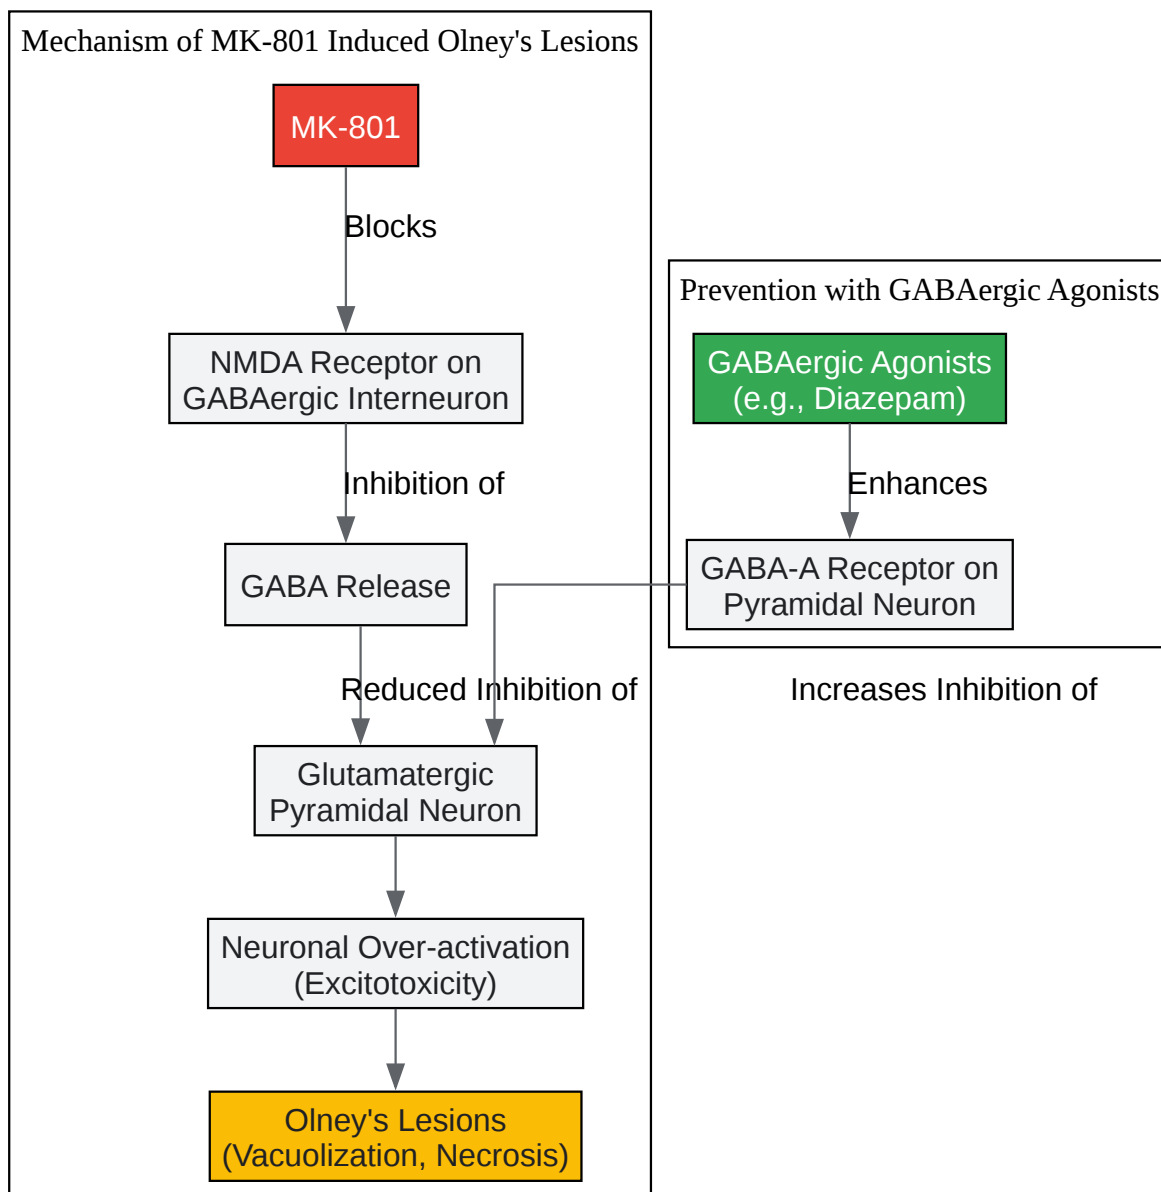 Mechanism of MK-801 Induced Olney's Lesions
MK-801
Blocks
NMDA Receptor on
GABAergic Interneuron
Inhibition of
GABA Release
Reduced Inhibition of
Glutamatergic
Pyramidal Neuron
Neuronal Over-activation
(Excitotoxicity)
Olney's Lesions
(Vacuolization, Necrosis)
Prevention with GABAergic Agonists
GABAergic Agonists
(e.g., Diazepam)
Enhances
GABA-A Receptor on
Pyramidal Neuron
Increases Inhibition of